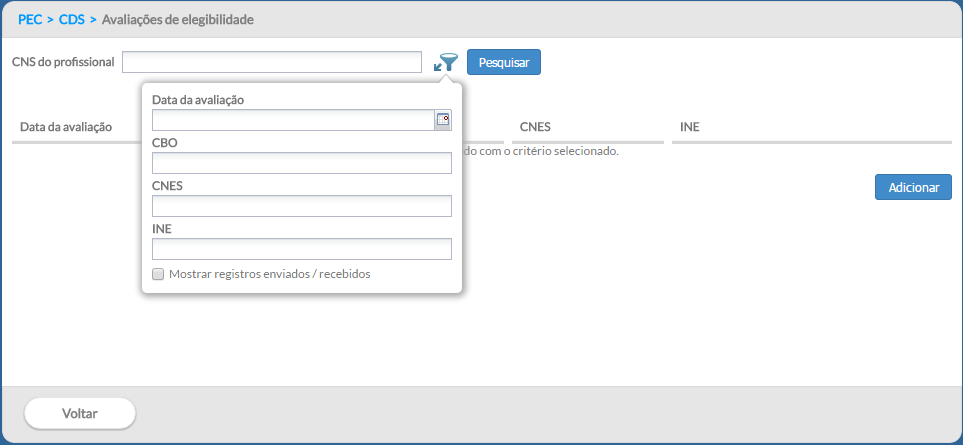 PEC > CDS > Avaliações de elegibilidade
CNS do profissional
Pesquisar
Data da avaliação
CBO
CNES
INE
Mostrar registros enviados / recebidos
Data da avaliação
CNES
INE
do com o critério selecionado.
Adicionar
Voltar